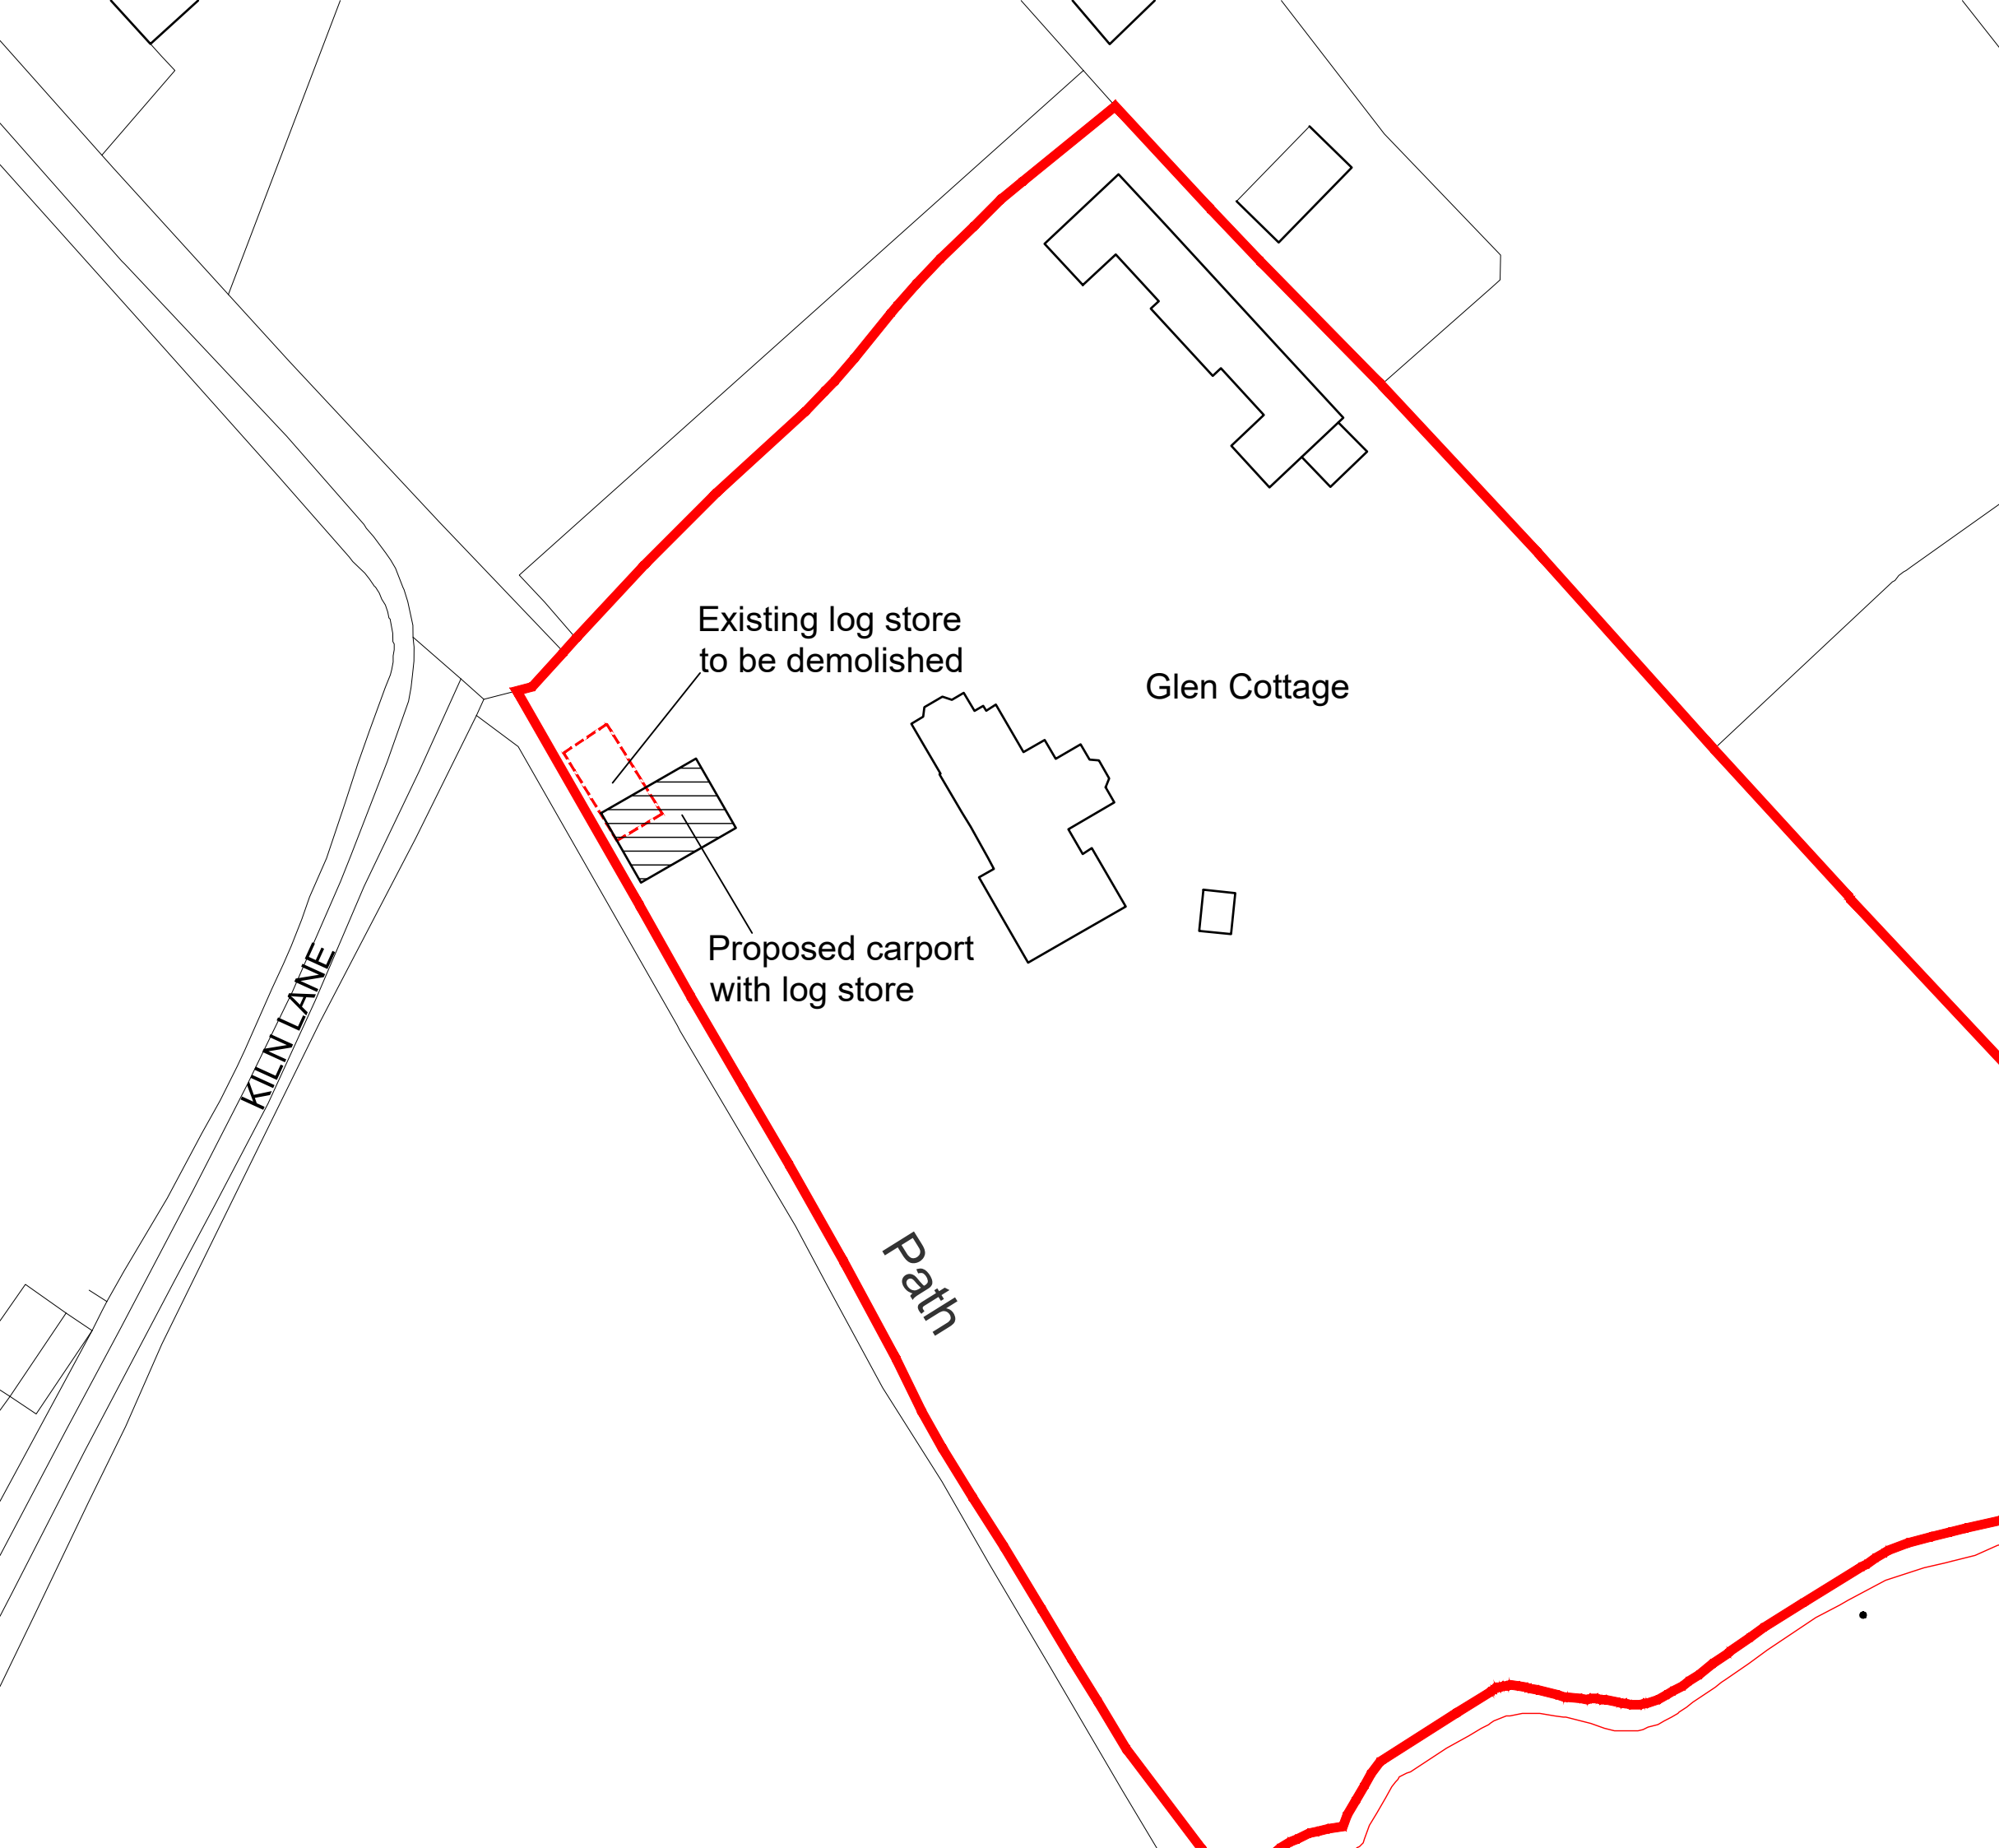 Existing log store
to be demolished
Glen Cottage
Proposed carport
with log store
KILN LANE
Path